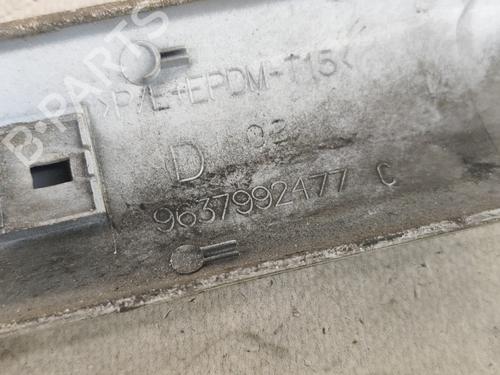 B-PARTS
>P/E+EPDM-T15<
D 02
9637992477 C